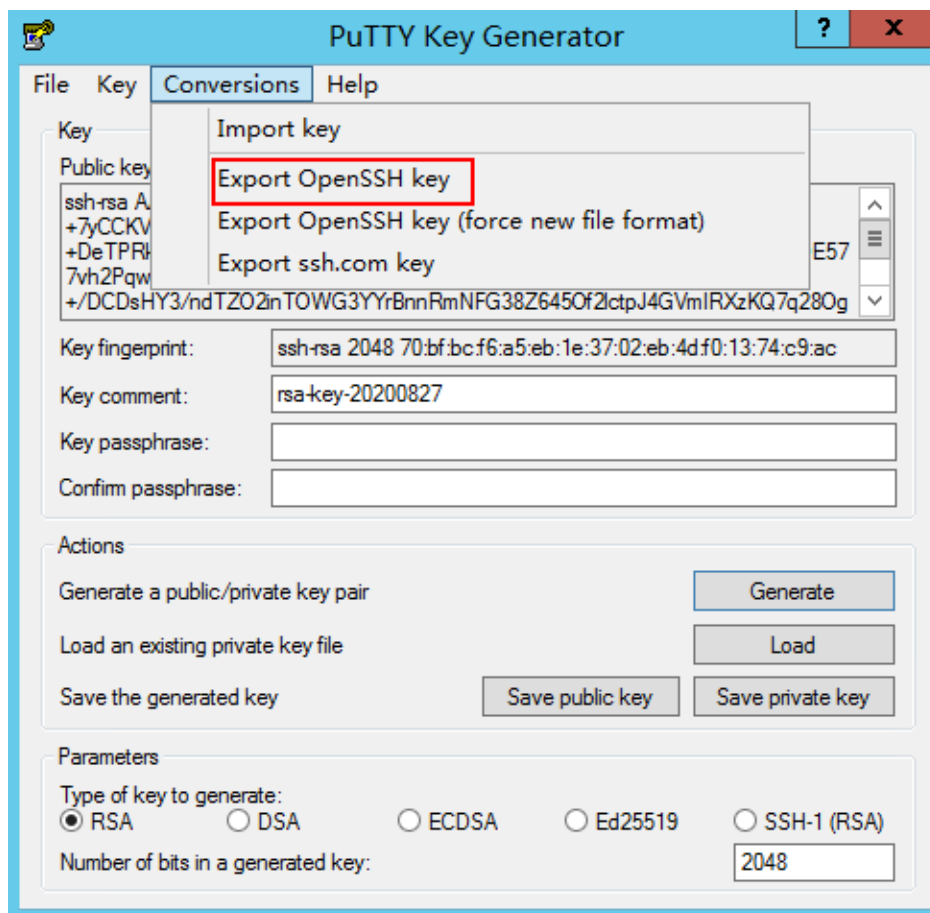 PuTTY Key Generator
? x
File Key Conversions Help
Import key
Export OpenSSH key
Export OpenSSH key (force new file format)
Export ssh.com key
Key
Public key
ssh-rsa A
+7yCCKV
+DeTPRk E57
7vh2Pqw
+/DCDsHY3/ndTZO2inTOWG3YYrBnnRmNFG38Z645Of2lctpJ4GVmIRXzKQ7q28Og
Key fingerprint: ssh-rsa 2048 70:bf:bc:f6:a5:eb:1e:37:02:eb:4d:f0:13:74:c9:ac
Key comment: rsa-key-20200827
Key passphrase:
Confirm passphrase:
Actions
Generate a public/private key pair Generate
Load an existing private key file Load
Save the generated key Save public key Save private key
Parameters
Type of key to generate:
RSA DSA ECDSA Ed25519 SSH-1 (RSA)
Number of bits in a generated key: 2048